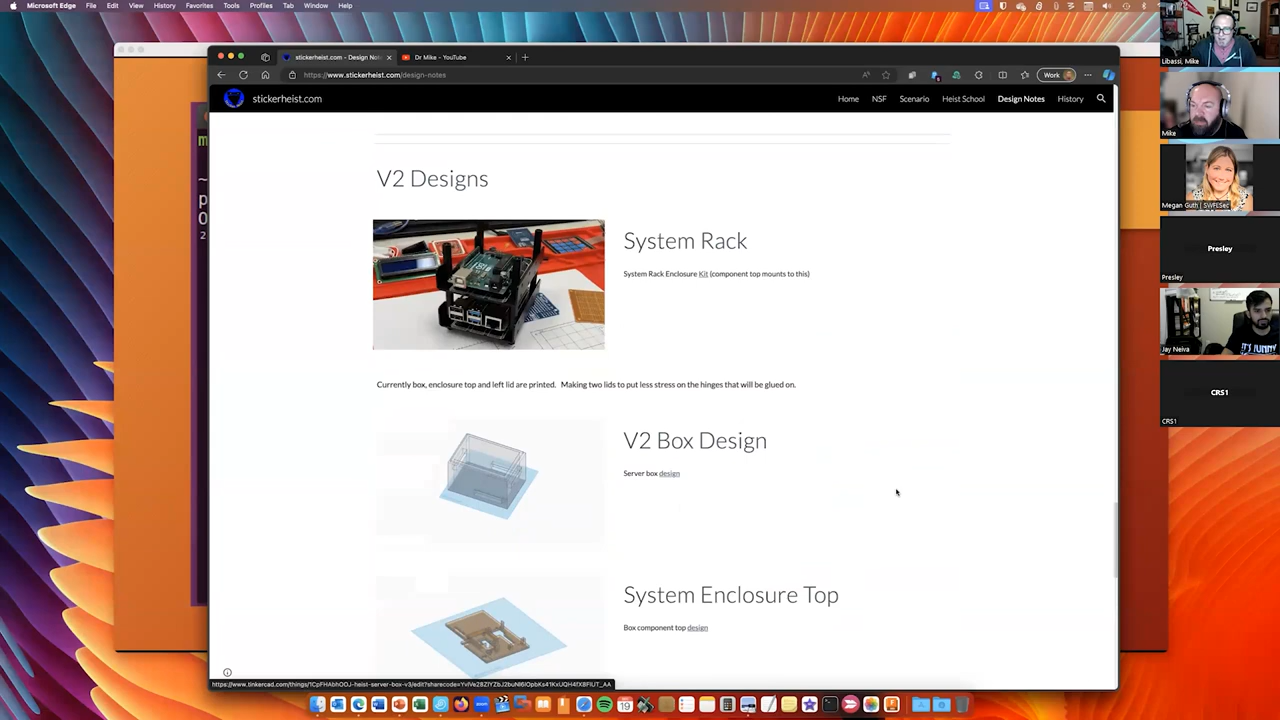 Microsoft Edge File Edit View History Favorites Tools Profiles Tab Window Help
stickerheist.com - Design Not
Dr Mike - YouTube
https://www.stickerheist.com/design-notes
Work
stickerheist.com
Home NSF Scenario Heist School Design Notes History
V2 Designs
System Rack
System Rack Enclosure Kit (component top mounts to this)
Currently box, enclosure top and left lid are printed. Making two lids to put less stress on the hinges that will be glued on.
V2 Box Design
Server box design
System Enclosure Top
Box component top design
Libassi, Mike
Mike
Megan Guth | SWFLSec
Presley
Presley
Jay Neiva
CRS1
CRS1